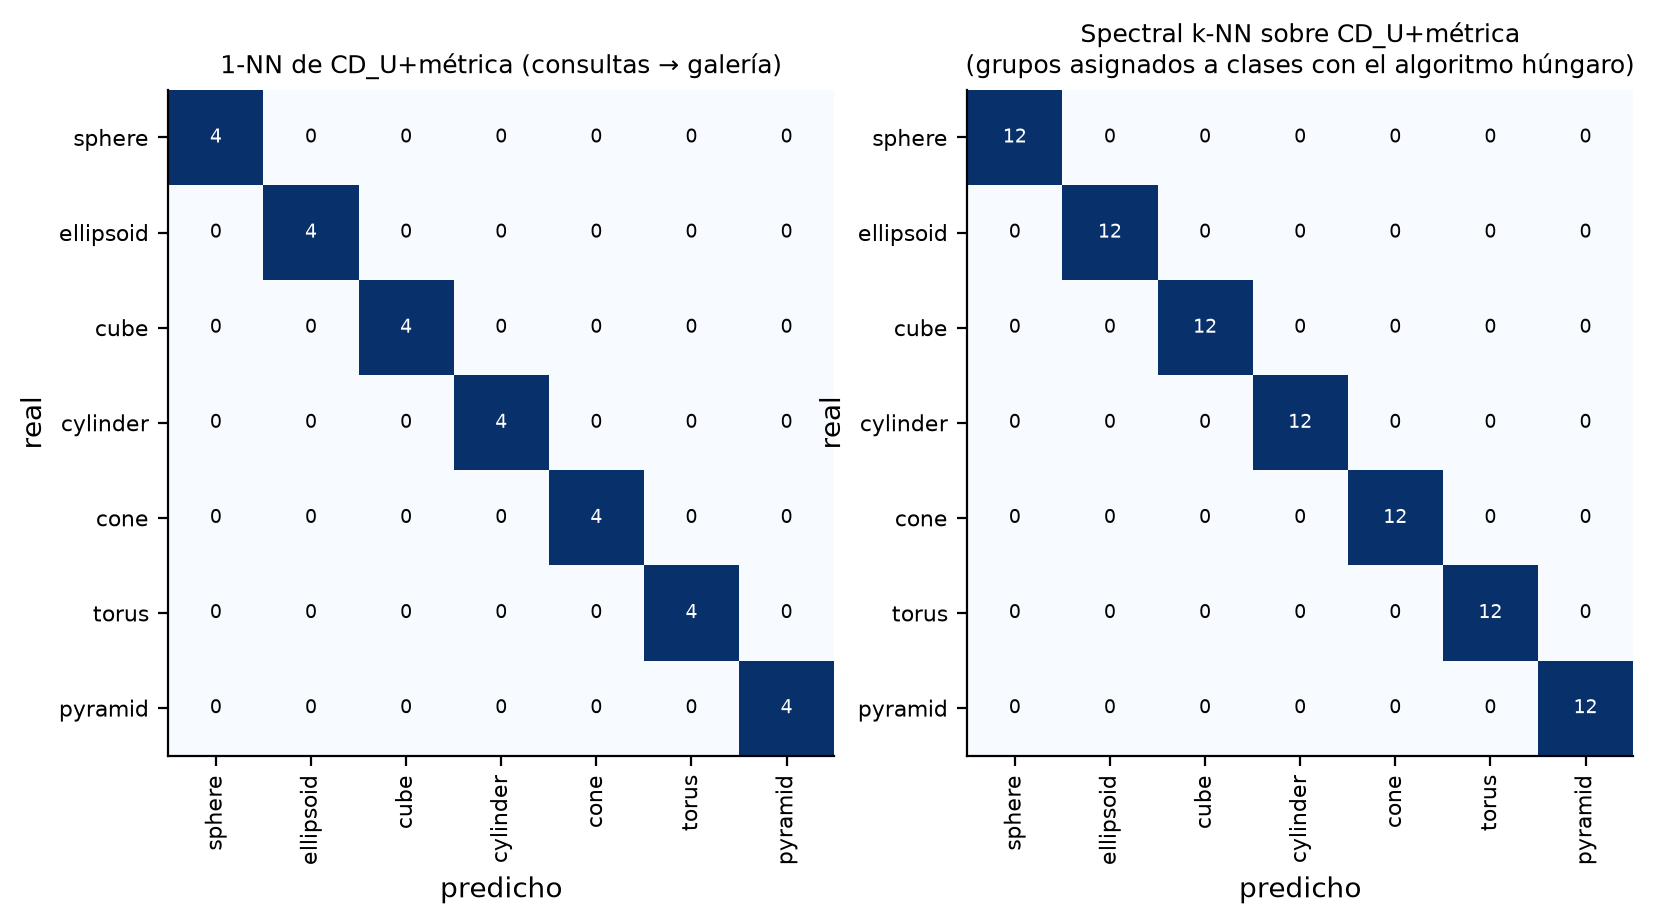 1-NN de CD_U+métrica (consultas → galería)
sphere 4 0 0 0 0 0 0
ellipsoid 0 4 0 0 0 0 0
cube 0 0 4 0 0 0 0
cylinder 0 0 0 4 0 0 0
cone 0 0 0 0 4 0 0
torus 0 0 0 0 0 4 0
pyramid 0 0 0 0 0 0 4
real
sphere ellipsoid cube cylinder cone torus pyramid
predicho
Spectral k-NN sobre CD_U+métrica
(grupos asignados a clases con el algoritmo húngaro)
sphere 12 0 0 0 0 0 0
ellipsoid 0 12 0 0 0 0 0
cube 0 0 12 0 0 0 0
cylinder 0 0 0 12 0 0 0
cone 0 0 0 0 12 0 0
torus 0 0 0 0 0 12 0
pyramid 0 0 0 0 0 0 12
real
sphere ellipsoid cube cylinder cone torus pyramid
predicho